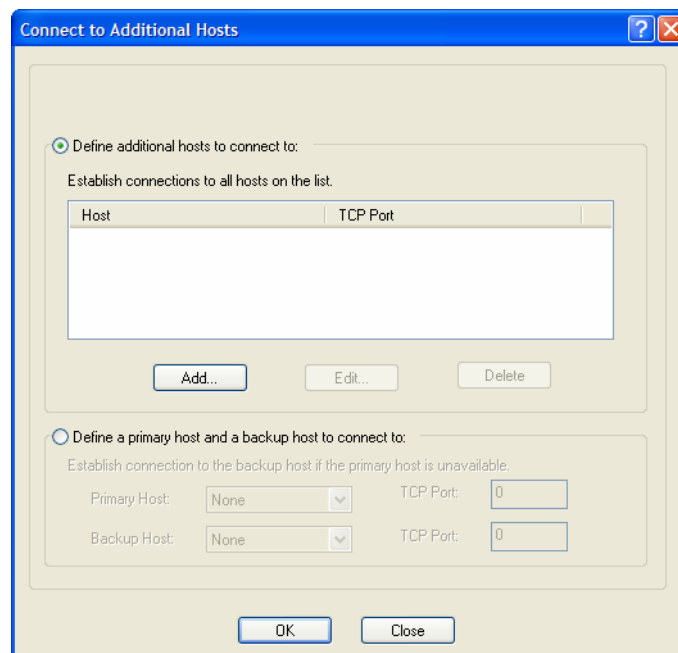 Connect to Additional Hosts
Define additional hosts to connect to:
Establish connections to all hosts on the list.
Host TCP Port
Add... Edit... Delete
Define a primary host and a backup host to connect to:
Establish connection to the backup host if the primary host is unavailable.
Primary Host: None TCP Port: 0
Backup Host: None TCP Port: 0
OK Close